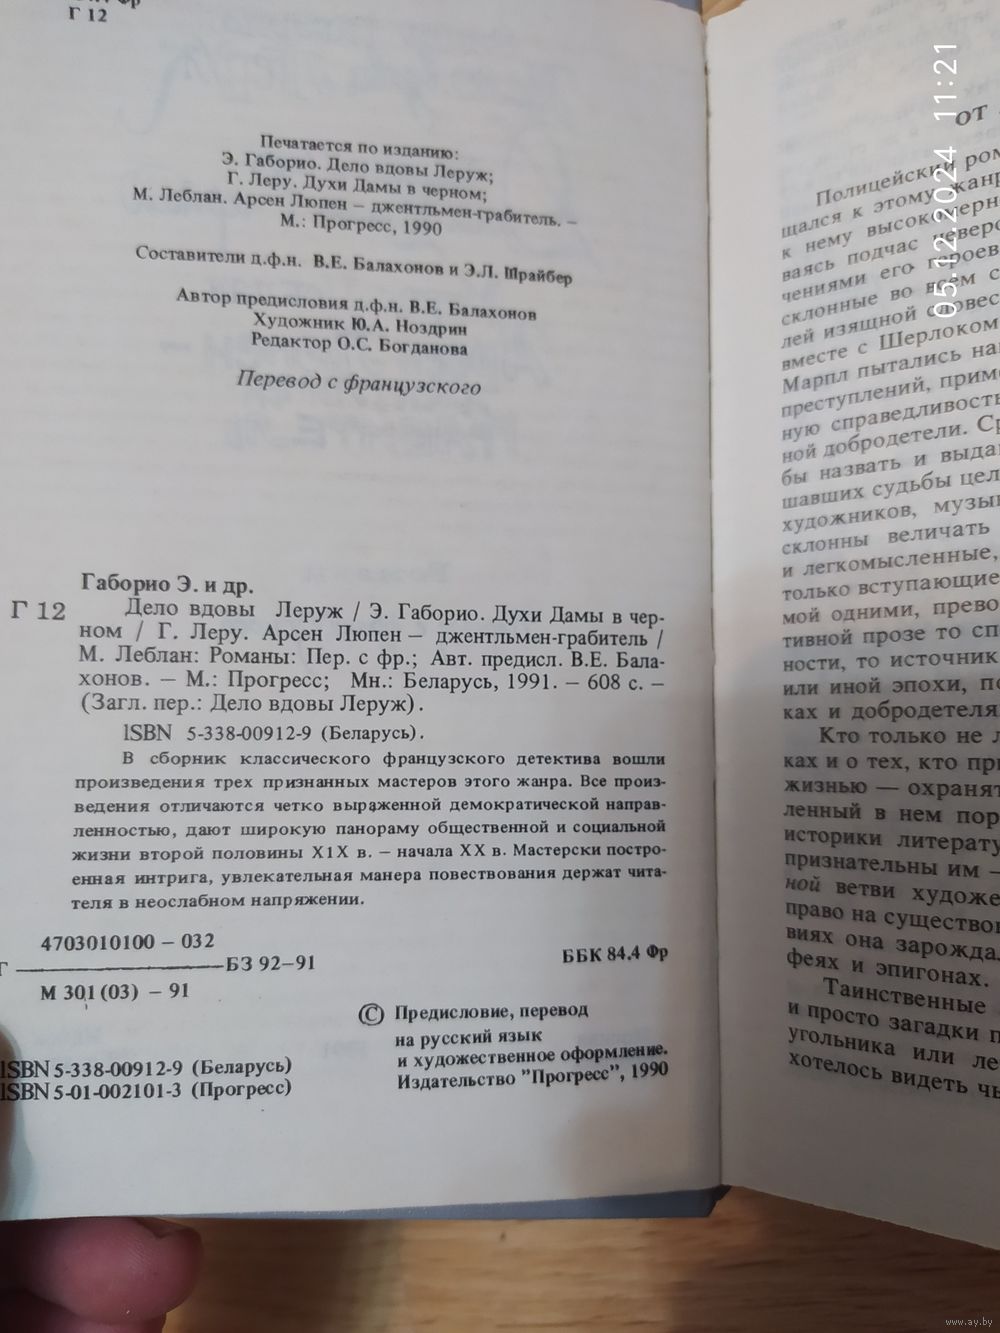 Г 12
Печатается по изданию:
Э. Габорио. Дело вдовы Леруж;
Г. Леру. Духи Дамы в черном;
М. Леблан. Арсен Люпен — джентльмен-грабитель. —
М.: Прогресс, 1990
Составители д.ф.н. В.Е. Балахонов и Э.Л. Шрайбер
Автор предисловия д.ф.н. В.Е. Балахонов
Художник Ю.А. Ноздрин
Редактор О.С. Богданова
Перевод с французского
Габорио Э. и др.
Г 12 Дело вдовы Леруж / Э. Габорио. Духи Дамы в чер-
ном / Г. Леру. Арсен Люпен — джентльмен-грабитель /
М. Леблан: Романы: Пер. с фр.; Авт. предисл. В.Е. Бала-
хонов. — М.: Прогресс; Мн.: Беларусь, 1991. — 608 с. —
(Загл. пер.: Дело вдовы Леруж).
ISBN 5-338-00912-9 (Беларусь).
В сборник классического французского детектива вошли
произведения трех признанных мастеров этого жанра. Все произ-
ведения отличаются четко выраженной демократической направ-
ленностью, дают широкую панораму общественной и социальной
жизни второй половины X1X в. — начала XX в. Мастерски постро-
енная интрига, увлекательная манера повествования держат чита-
теля в неослабном напряжении.
4703010100 — 032
Г БЗ 92—91
М 301 (03) — 91
ББК 84.4 Фр
© Предисловие, перевод
на русский язык
и художественное оформление.
Издательство "Прогресс", 1990
ISBN 5-338-00912-9 (Беларусь)
ISBN 5-01-002101-3 (Прогресс)
ОТ
Полицейский ром
щался к этому жанр
к нему высокомерн
ваясь подчас неверо
чениями его героев
склонные во всем с
лей изящной словес
вместе с Шерлоком
Марпл пытались на
преступлений, прим
ную справедливость
ной добродетели. Ср
бы назвать и выда
шавших судьбы цел
художников, музы
склонны величать
и легкомысленные,
только вступающие
мой одними, прево
тивной прозе то сп
ности, то источник
или иной эпохи, по
ках и добродетеля
Кто только не л
ках и о тех, кто пр
жизнью — охранят
ленный в нем пор
историки литерату
признательны им —
ной ветви художе
право на существо
виях она зарожда
феях и эпигонах.
Таинственные
и просто загадки п
угольника или ле
хотелось видеть чь
05.12.2024 11:21
www.ay.by